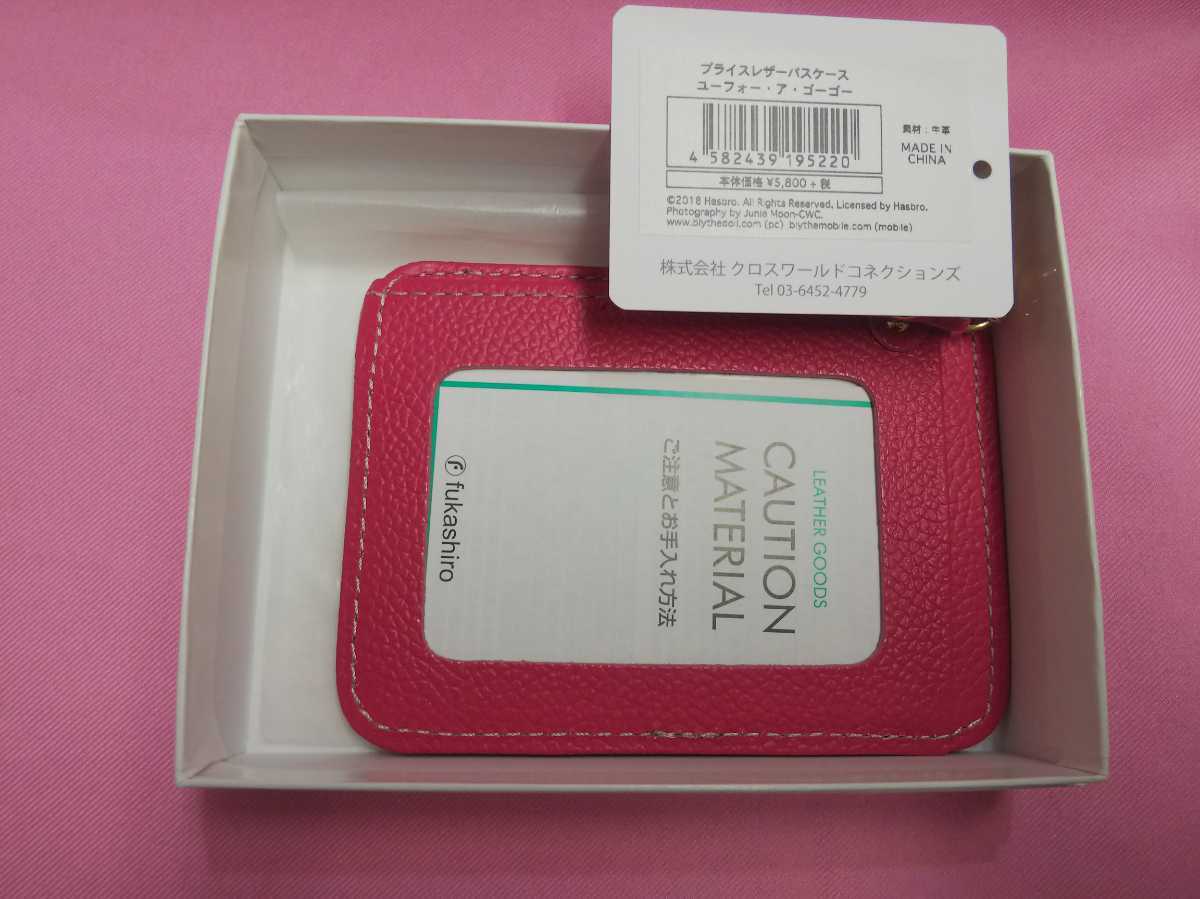 ブライスレザーパスケース
ユーフォー・ア・ゴーゴー
4 582439 195220
素材：牛革
MADE IN
CHINA
本体価格 ¥5,800 + 税
©2018 Hasbro. All Rights Reserved. Licensed by Hasbro.
Photography by Junie Moon-CWC.
www.blythedoll.com (pc) blythemobile.com (mobile)
株式会社 クロスワールドコネクションズ
Tel 03-6452-4779
LEATHER GOODS
CAUTION
MATERIAL
ご注意とお手入れ方法
fukashiro